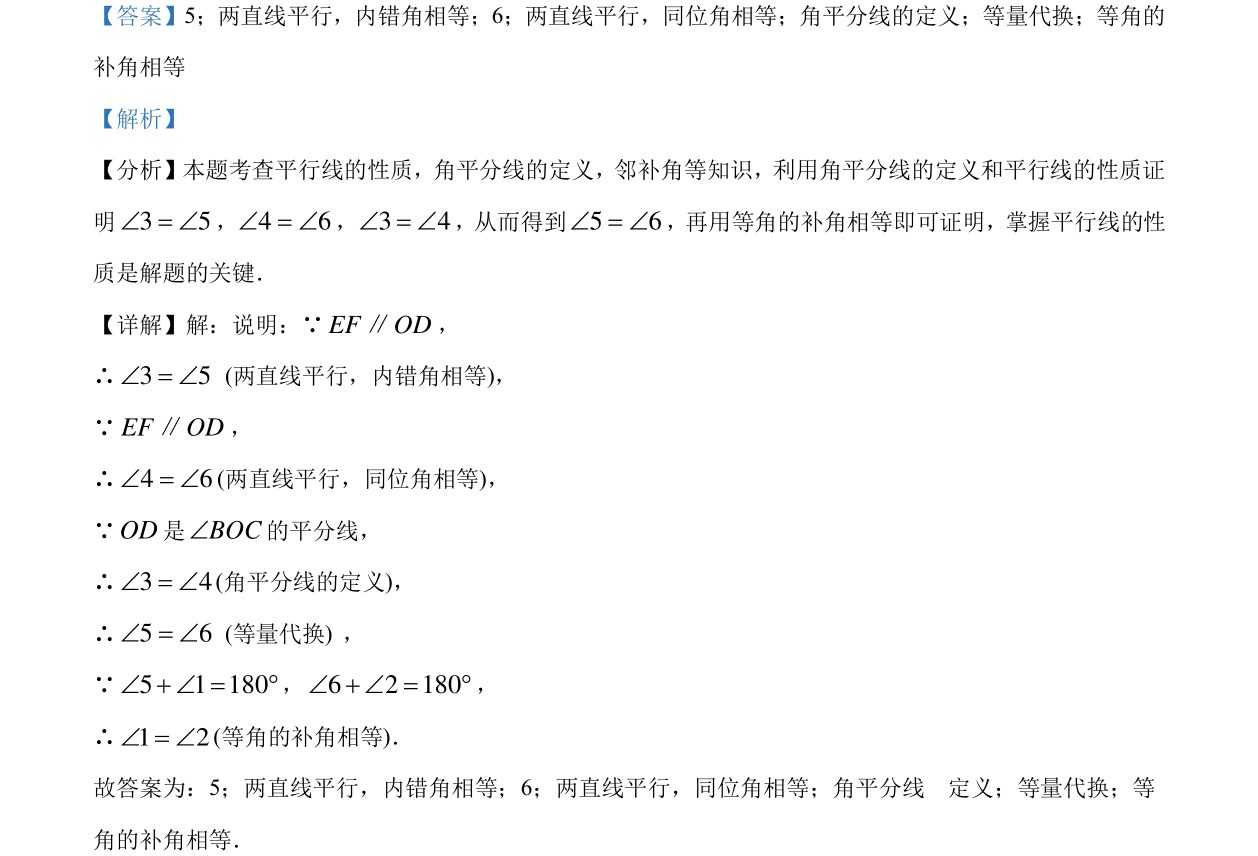 【答案】5；两直线平行，内错角相等；6；两直线平行，同位角相等；角平分线的定义；等量代换；等角的
补角相等
【解析】
【分析】本题考查平行线的性质，角平分线的定义，邻补角等知识，利用角平分线的定义和平行线的性质证
明∠3＝∠5，∠4＝∠6，∠3＝∠4，从而得到∠5＝∠6，再用等角的补角相等即可证明，掌握平行线的性
质是解题的关键．
【详解】解：说明：∵EF∥OD，
∴∠3＝∠5 (两直线平行，内错角相等)，
∵EF∥OD，
∴∠4＝∠6(两直线平行，同位角相等)，
∵OD是∠BOC的平分线，
∴∠3＝∠4(角平分线的定义)，
∴∠5＝∠6 (等量代换) ，
∵∠5+∠1=180°，∠6+∠2=180°，
∴∠1＝∠2(等角的补角相等)．
故答案为：5；两直线平行，内错角相等；6；两直线平行，同位角相等；角平分线 定义；等量代换；等
角的补角相等．